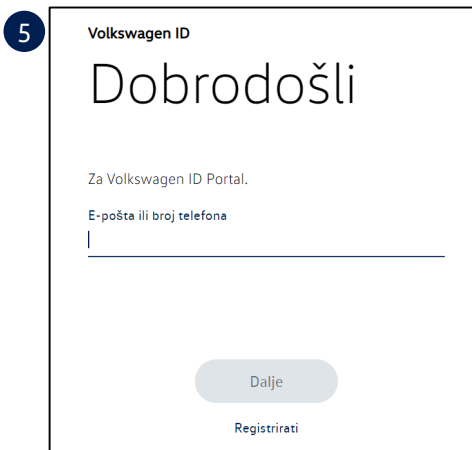 5
Volkswagen ID
Dobrodošli
Za Volkswagen ID Portal.
E-pošta ili broj telefona
Dalje
Registrirati